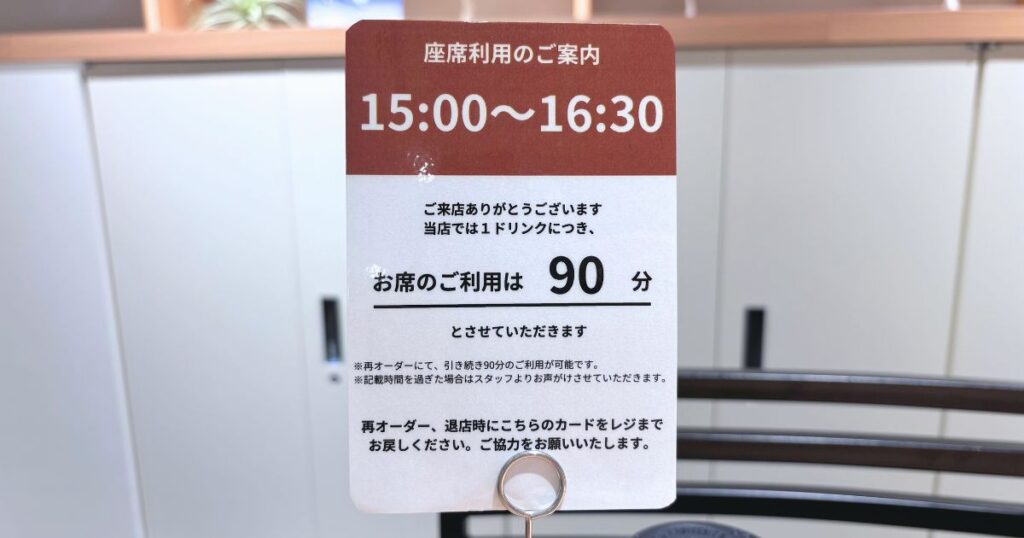 座席利用のご案内
15:00〜16:30
ご来店ありがとうございます
当店では１ドリンクにつき、
お席のご利用は 90 分
とさせていただきます
※再オーダーにて、引き続き90分のご利用が可能です。
※記載時間を過ぎた場合はスタッフよりお声がけさせていただきます。
再オーダー、退店時にこちらのカードをレジまで
お戻しください。ご協力をお願いいたします。